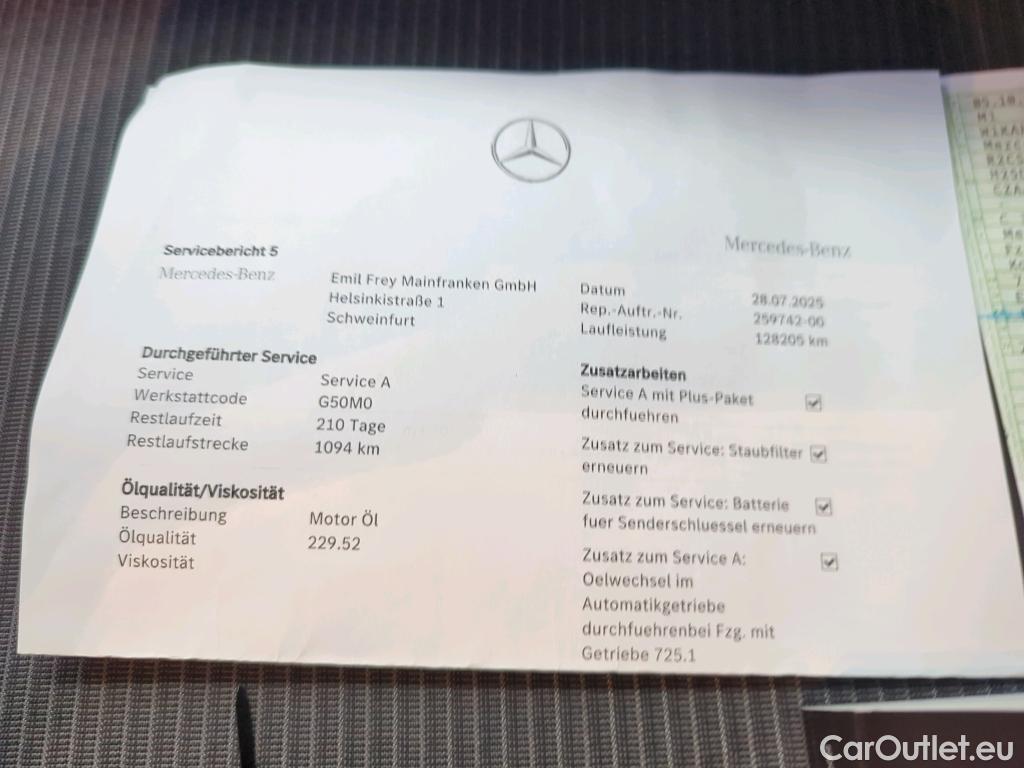 Mercedes-Benz
Servicebericht 5
Mercedes-Benz
Emil Frey Mainfranken GmbH
Helsinkistraße 1
Schweinfurt
Datum 28.07.2025
Rep.-Auftr.-Nr. 259742-00
Laufleistung 128205 km
Durchgeführter Service
Service Service A
Werkstattcode G50M0
Restlaufzeit 210 Tage
Restlaufstrecke 1094 km
Ölqualität/Viskosität
Beschreibung Motor Öl
Ölqualität 229.52
Viskosität
Zusatzarbeiten
Service A mit Plus-Paket
durchfuehren
Zusatz zum Service: Staubfilter
erneuern
Zusatz zum Service: Batterie
fuer Senderschluessel erneuern
Zusatz zum Service A:
Oelwechsel im
Automatikgetriebe
durchfuehrenbei Fzg. mit
Getriebe 725.1
05.10.
CarOutlet.eu